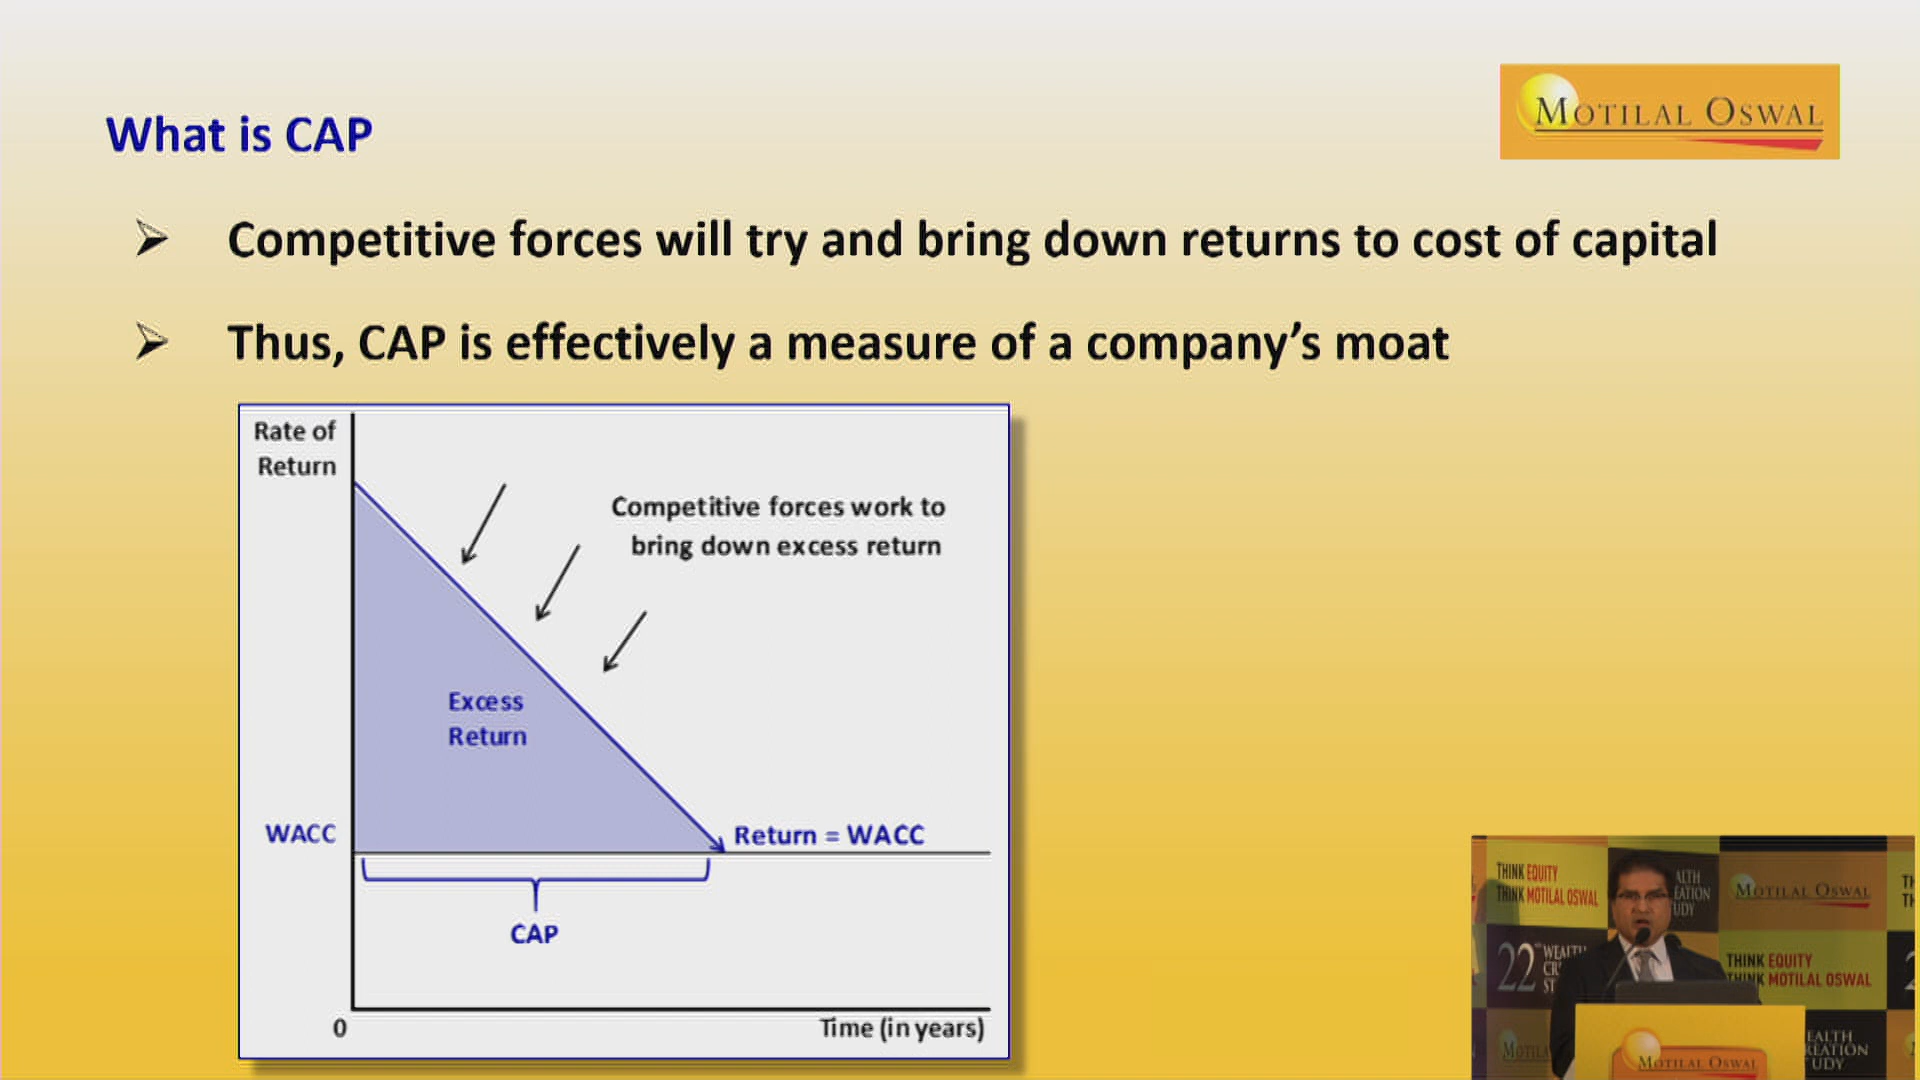 What is CAP
MOTILAL OSWAL
Competitive forces will try and bring down returns to cost of capital
Thus, CAP is effectively a measure of a company’s moat
Rate of
Return
Competitive forces work to
bring down excess return
Excess
Return
WACC
Return = WACC
CAP
0
Time (in years)
THINK EQUITY
THINK MOTILAL OSWAL
MOTILAL OSWAL
22
THINK EQUITY
THINK MOTILAL OSWAL
MOTILAL OSWAL